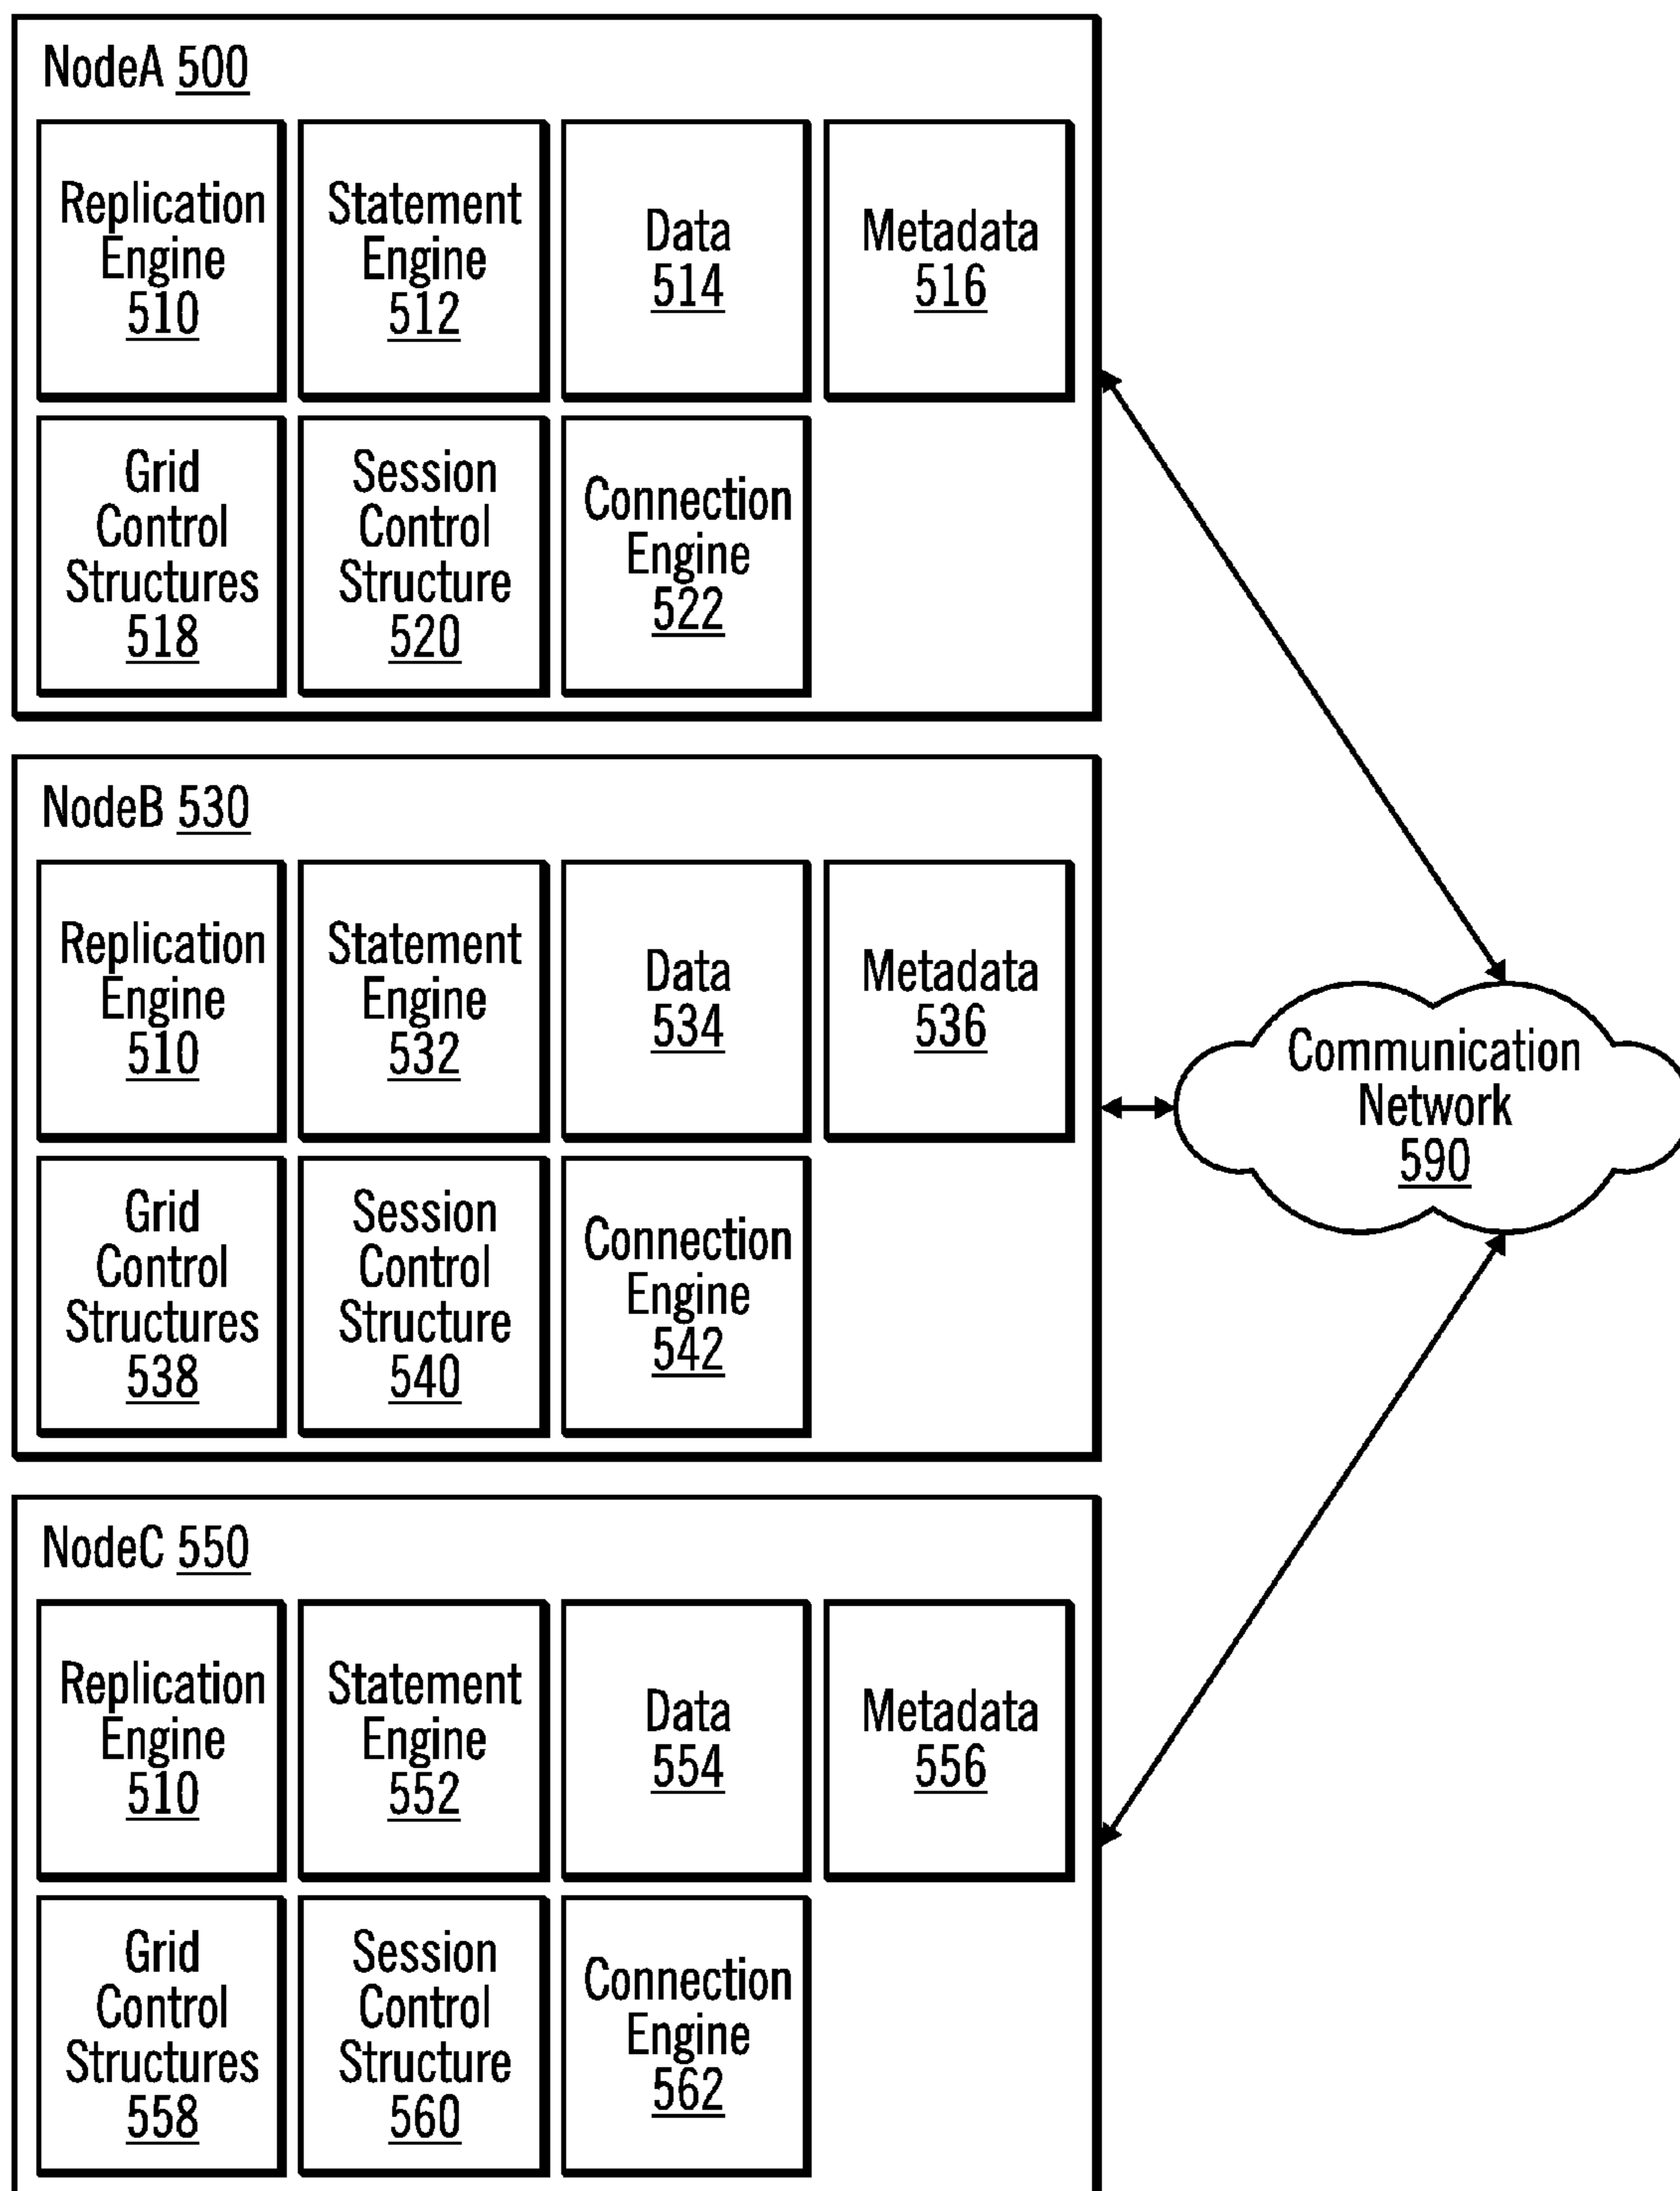 NodeA 500
Replication
Engine
510
Statement
Engine
512
Data
514
Metadata
516
Grid
Control
Structures
518
Session
Control
Structure
520
Connection
Engine
522
NodeB 530
Replication
Engine
510
Statement
Engine
532
Data
534
Metadata
536
Grid
Control
Structures
538
Session
Control
Structure
540
Connection
Engine
542
NodeC 550
Replication
Engine
510
Statement
Engine
552
Data
554
Metadata
556
Grid
Control
Structures
558
Session
Control
Structure
560
Connection
Engine
562
Communication
Network
590